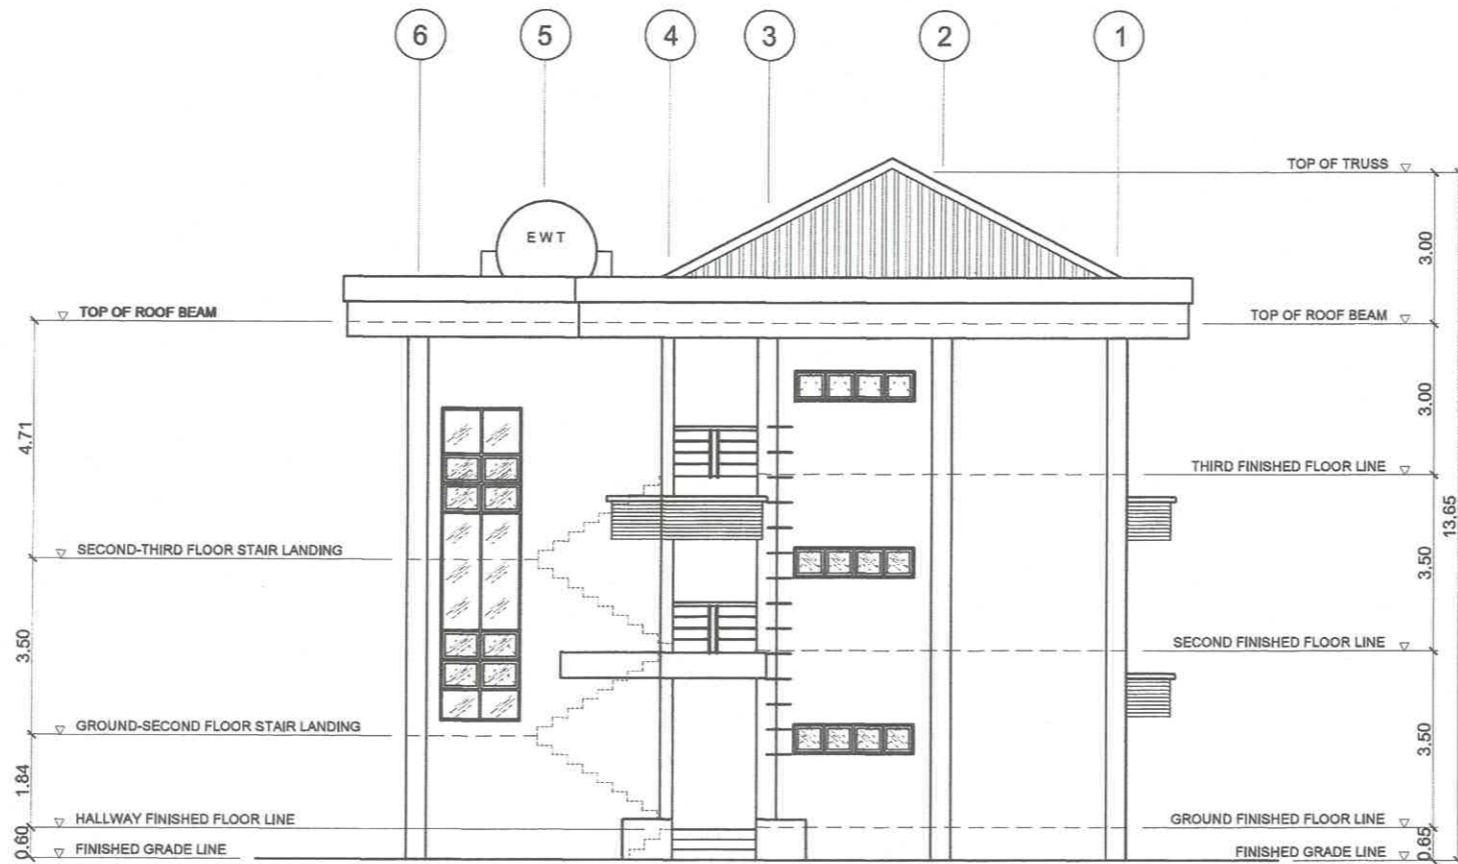 6 5 4 3 2 1
TOP OF TRUSS
EWT
3.00
TOP OF ROOF BEAM
TOP OF ROOF BEAM
3.00
4.71
THIRD FINISHED FLOOR LINE
13.65
SECOND-THIRD FLOOR STAIR LANDING
3.50
3.50
SECOND FINISHED FLOOR LINE
GROUND-SECOND FLOOR STAIR LANDING
3.50
1.84
HALLWAY FINISHED FLOOR LINE
GROUND FINISHED FLOOR LINE
0.60
0.65
FINISHED GRADE LINE
FINISHED GRADE LINE